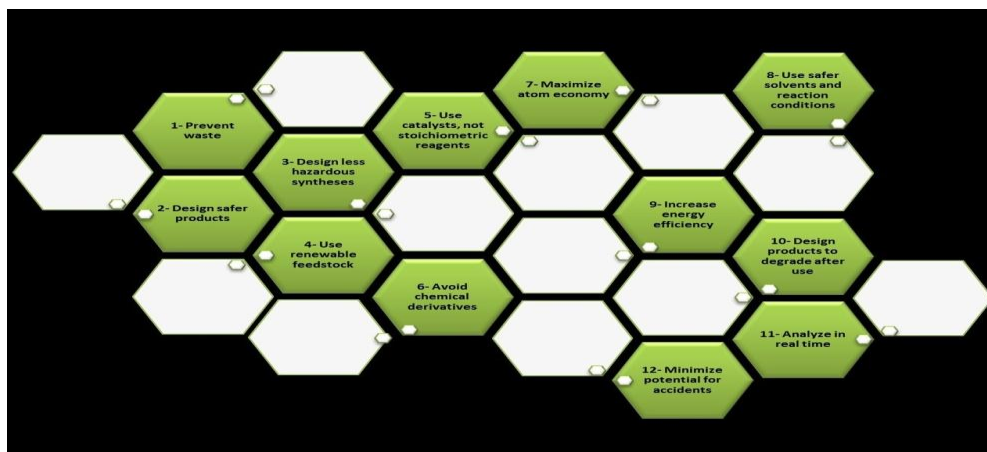 1- Prevent
waste
2- Design safer
products
3- Design less
hazardous
syntheses
4- Use
renewable
feedstock
5- Use
catalysts, not
stoichiometric
reagents
6- Avoid
chemical
derivatives
7- Maximize
atom economy
8- Use safer
solvents and
reaction
conditions
9- Increase
energy
efficiency
10- Design
products to
degrade after
use
11- Analyze in
real time
12- Minimize
potential for
accidents